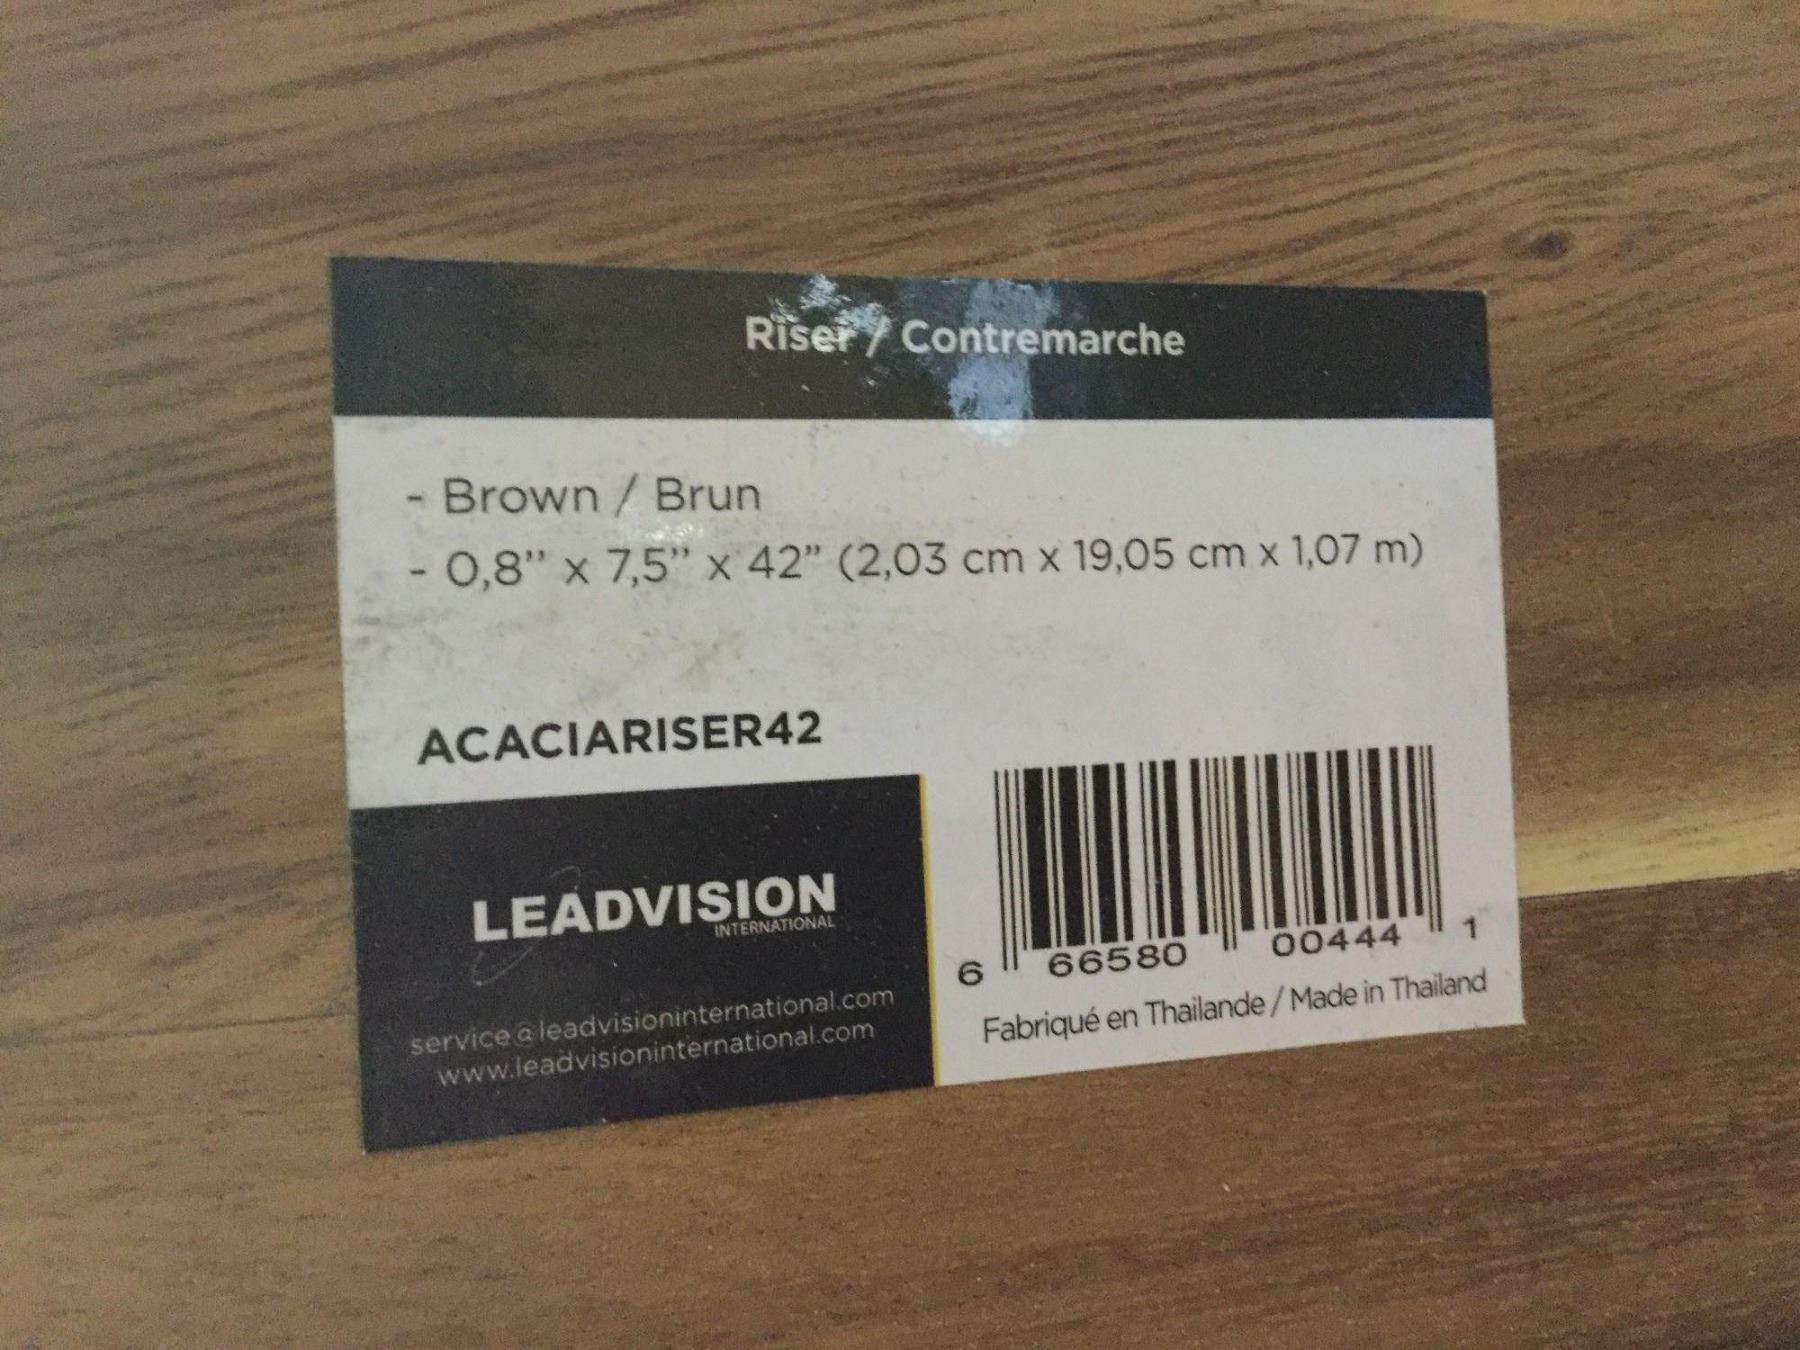 Riser / Contremarche
- Brown / Brun
- 0,8'' x 7,5'' x 42" (2,03 cm x 19,05 cm x 1,07 m)
ACACIARISER42
LEADVISION
INTERNATIONAL
service@leadvisioninternational.com
www.leadvisioninternational.com
6 66580 00444 1
Fabriqué en Thailande / Made in Thailand